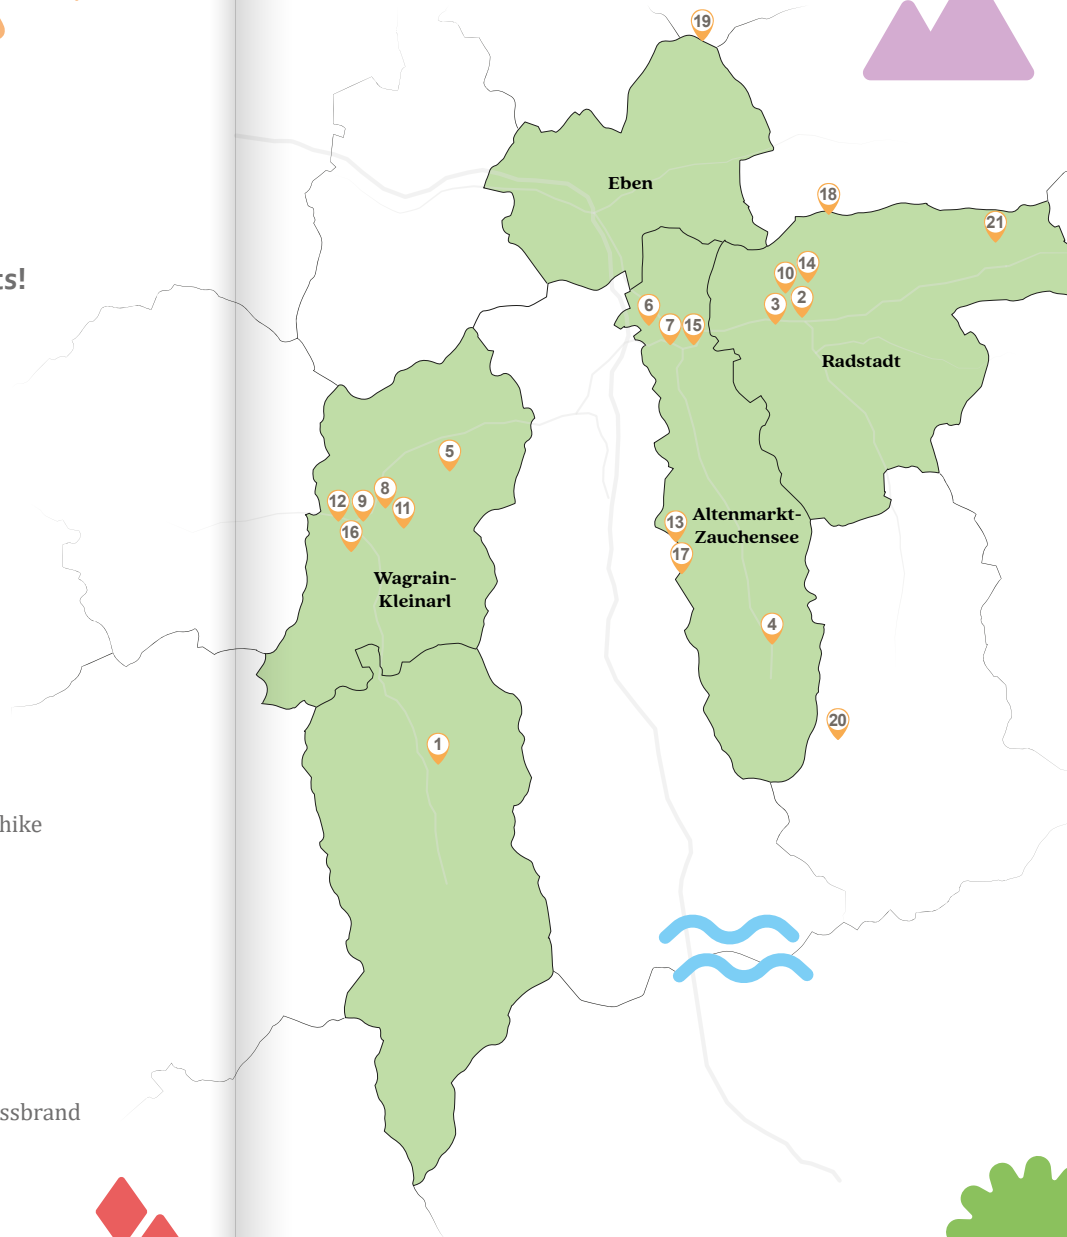 19
Eben
18
21
ts!
14
10
2
3
6
7
15
Radstadt
5
8
12
9
11
13
Altenmarkt-
Zauchensee
16
17
Wagrain-
Kleinarl
4
20
1
hike
ssbrand